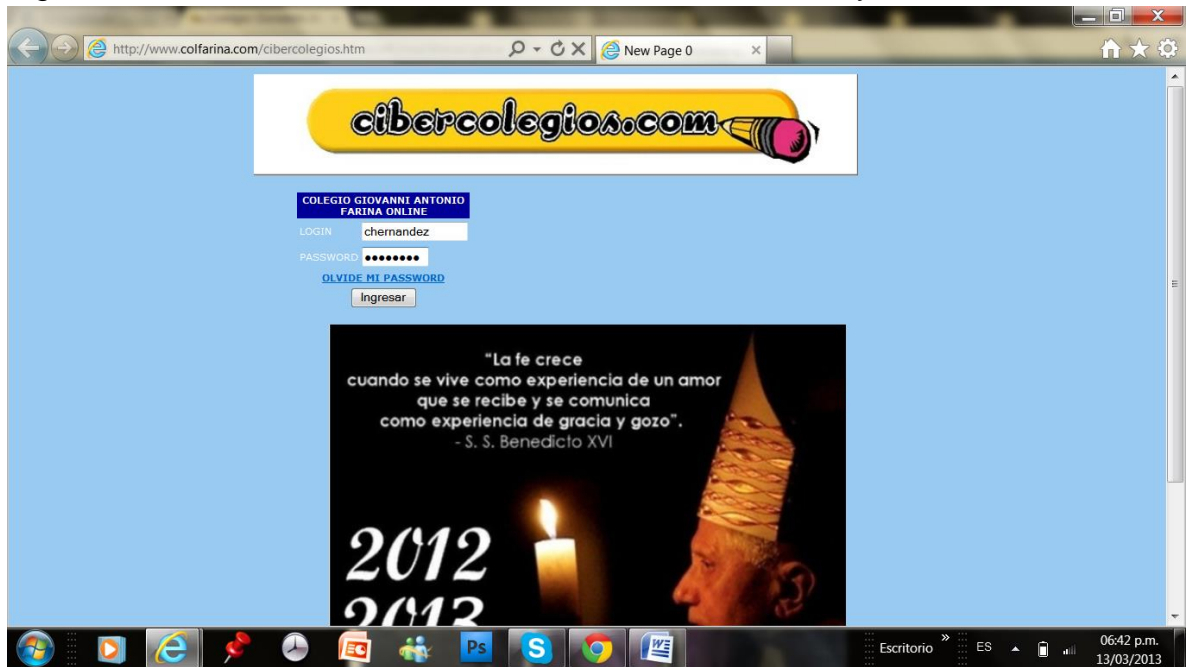 http://www.colfarina.com/cibercolegios.htm
New Page 0
cibercolegios.com
COLEGIO GIOVANNI ANTONIO
FARINA ONLINE
LOGIN
chernandez
PASSWORD
OLVIDE MI PASSWORD
Ingresar
“La fe crece
cuando se vive como experiencia de un amor
que se recibe y se comunica
como experiencia de gracia y gozo”.
- S. S. Benedicto XVI
2012
2013
Ps
S
W
Escritorio
»
ES
06:42 p.m.
13/03/2013